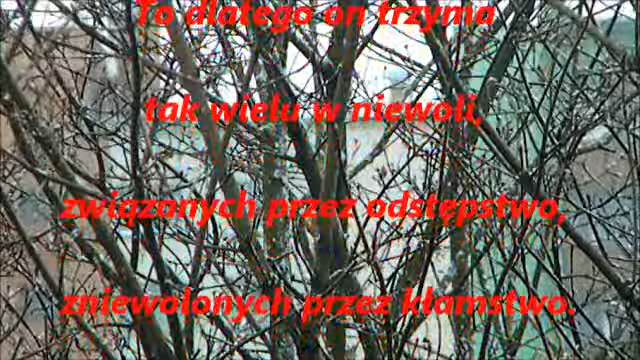 To dlatego on trzyma
tak wielu w niewoli,
związanych przez odstępstwo,
zniewolonych przez kłamstwo.